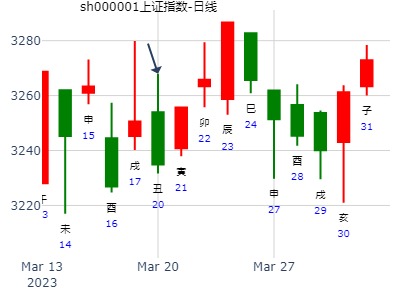 sh000001上证指数-日线
3280
3260
3240
3220
午
3
未
14
申
15
酉
16
戌
17
丑
20
寅
21
卯
22
辰
23
巳
24
申
27
酉
28
戌
29
亥
30
子
31
Mar 13
2023
Mar 20
Mar 27